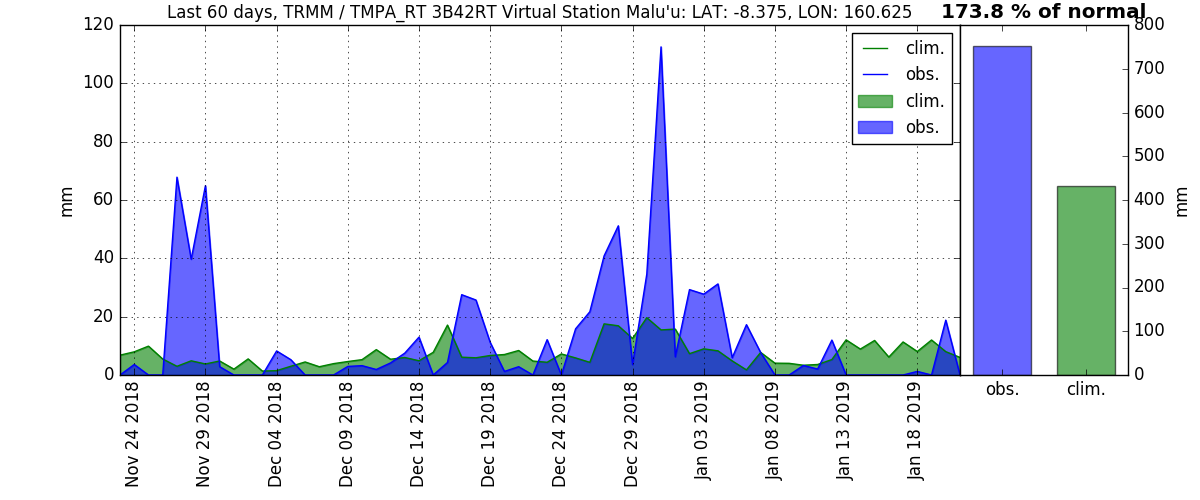 Last 60 days, TRMM / TMPA_RT 3B42RT Virtual Station Malu'u: LAT: -8.375, LON: 160.625
173.8 % of normal
mm
120
100
80
60
40
20
0
clim.
obs.
clim.
obs.
800
700
600
500
400
300
200
100
0
mm
obs.
clim.
Nov 24 2018
Nov 29 2018
Dec 04 2018
Dec 09 2018
Dec 14 2018
Dec 19 2018
Dec 24 2018
Dec 29 2018
Jan 03 2019
Jan 08 2019
Jan 13 2019
Jan 18 2019